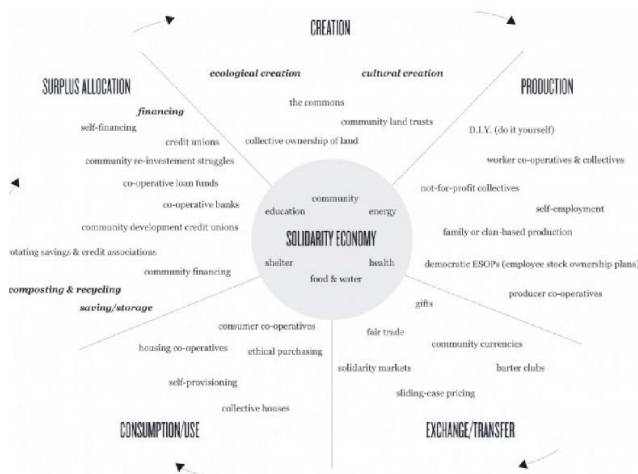 CREATION
ecological creation
cultural creation
the commons
community land trusts
collective ownership of land
PRODUCTION
D.I.Y. (do it yourself)
worker co-operatives & collectives
not-for-profit collectives
self-employment
family or clan-based production
democratic ESOPs (employee stock ownership plans)
producer co-operatives
EXCHANGE/TRANSFER
gifts
fair trade
community currencies
solidarity markets
barter clubs
sliding-case pricing
CONSUMPTION/USE
consumer co-operatives
housing co-operatives
ethical purchasing
self-provisioning
collective houses
SURPLUS ALLOCATION
financing
self-financing
credit unions
community re-investement struggles
co-operative loan funds
co-operative banks
community development credit unions
otating savings & credit associations
community financing
composting & recycling
saving/storage
SOLIDARITY ECONOMY
community
education
energy
shelter
health
food & water